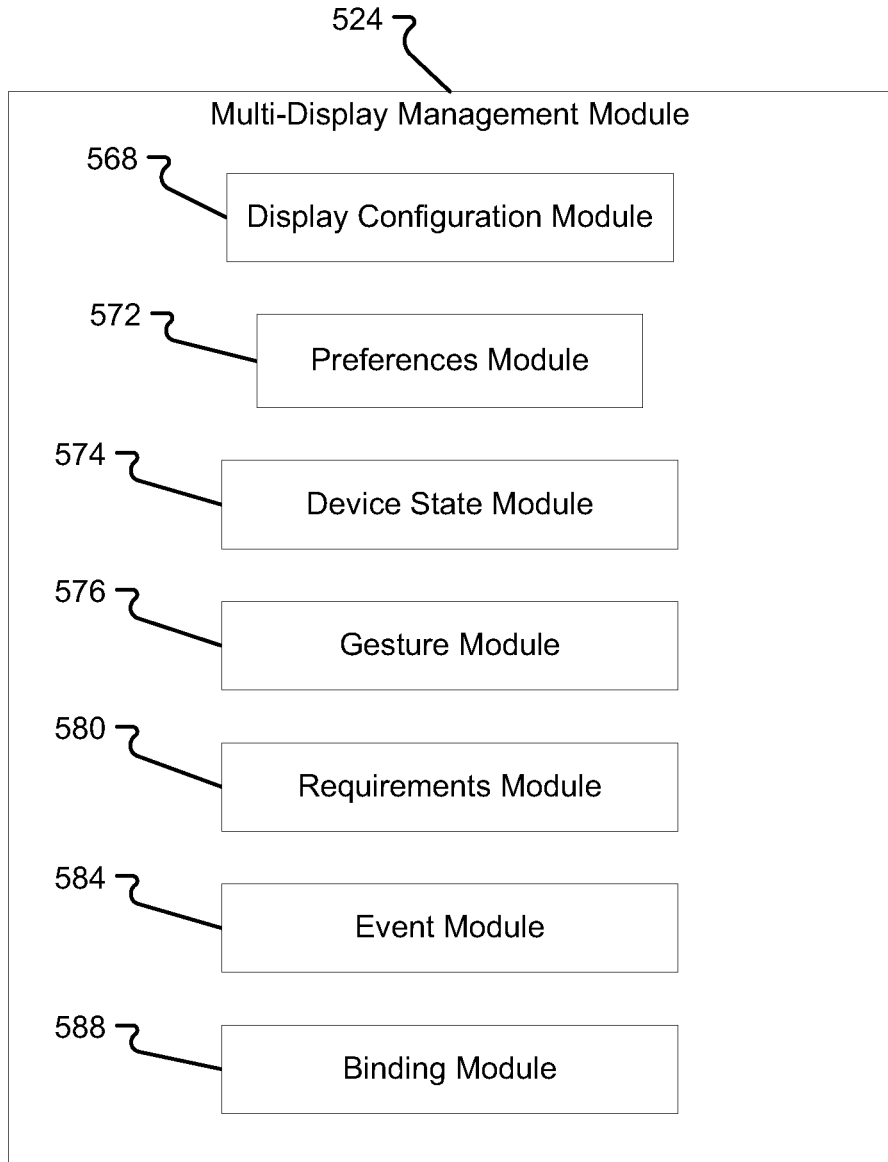 524
Multi-Display Management Module
568
Display Configuration Module
572
Preferences Module
574
Device State Module
576
Gesture Module
580
Requirements Module
584
Event Module
588
Binding Module